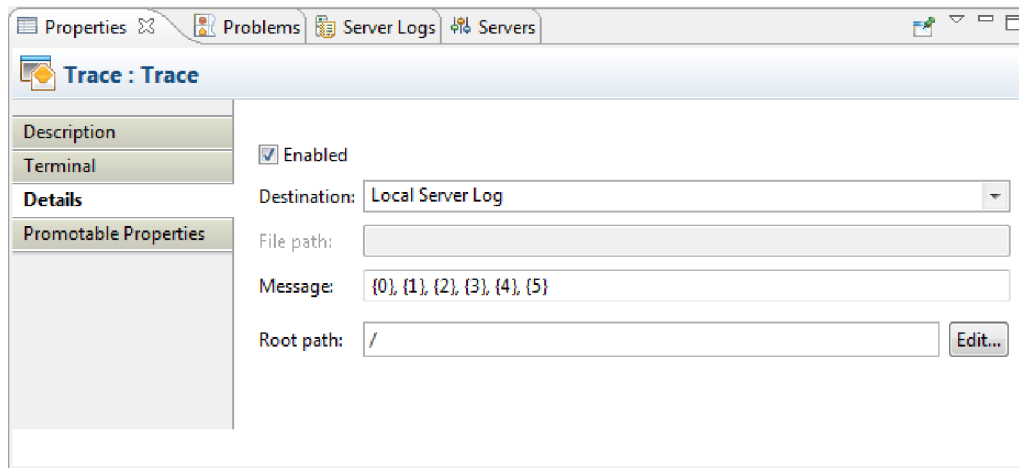 Properties Problems Server Logs Servers
Trace : Trace
Description
Terminal
Details
Promotable Properties
Enabled
Destination: Local Server Log
File path:
Message: {0}, {1}, {2}, {3}, {4}, {5}
Root path: / Edit...